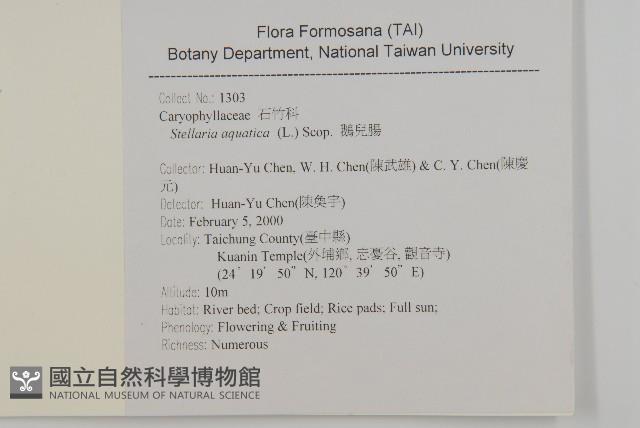 Flora Formosana (TAI)
Botany Department, National Taiwan University
Collect No.: 1303
Caryophyllaceae 石竹科
Stellaria aquatica (L.) Scop. 鵝兒腸
Collector: Huan-Yu Chen, W. H. Chen(陳武雄) & C. Y. Chen(陳慶
元)
Delector: Huan-Yu Chen(陳奐宇)
Date: February 5, 2000
Locality: Taichung County(臺中縣)
Kuanin Temple(外埔鄉, 忘憂谷, 觀音寺)
(24° 19' 50" N, 120° 39' 50" E)
Altitude: 10m
Habitat: River bed; Crop field; Rice pads; Full sun;
Phenology: Flowering & Fruiting
Richness: Numerous
國立自然科學博物館
NATIONAL MUSEUM OF NATURAL SCIENCE